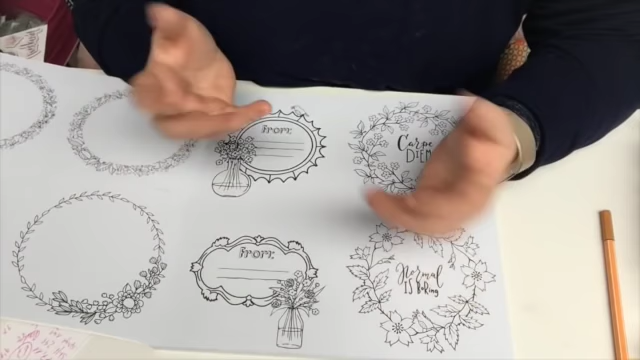 from:
Carpe
DIEM
from:
Normal
IS Boring